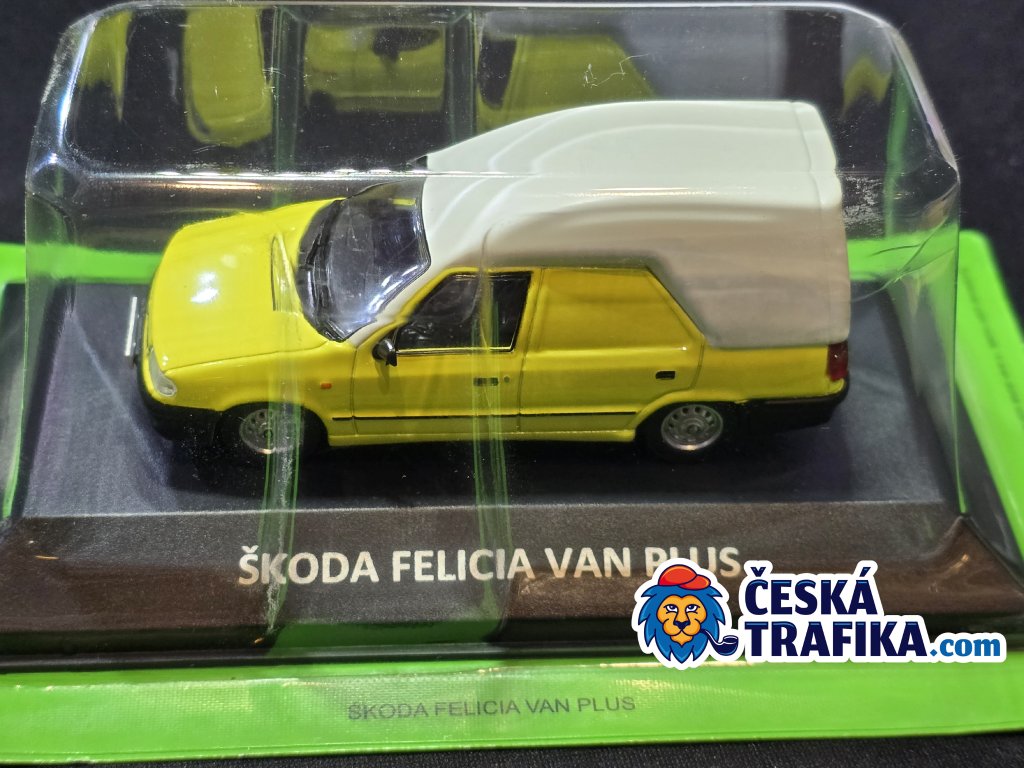 ŠKODA FELICIA VAN PLUS
ČESKÁ
TRAFIKA.com
ŠKODA FELICIA VAN PLUS